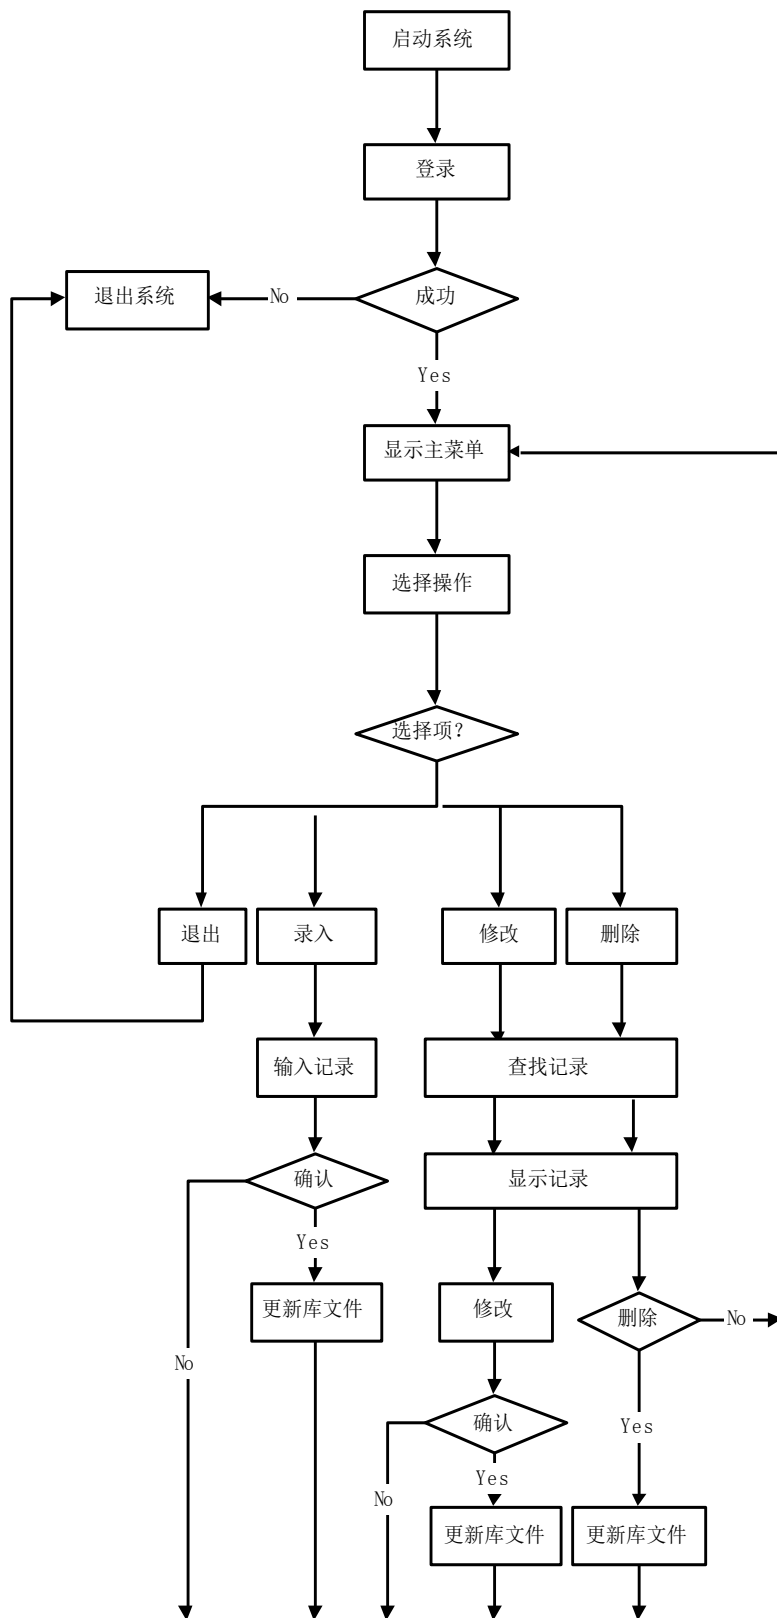 启动系统
登录
成功
No
退出系统
Yes
显示主菜单
选择操作
选择项?
退出
录入
修改
删除
输入记录
查找记录
确认
显示记录
Yes
更新库文件
修改
删除
No
No
确认
Yes
Yes
No
更新库文件
更新库文件